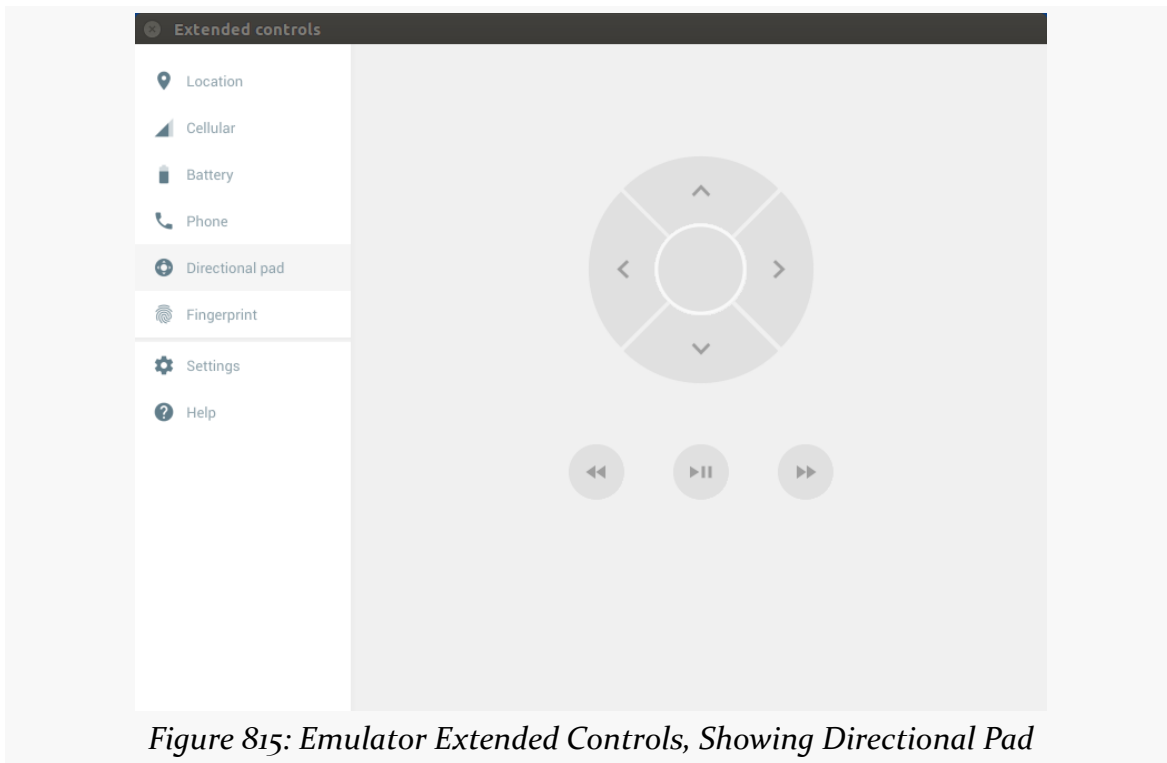 Extended controls
Location
Cellular
Battery
Phone
Directional pad
Fingerprint
Settings
Help
Figure 815: Emulator Extended Controls, Showing Directional Pad